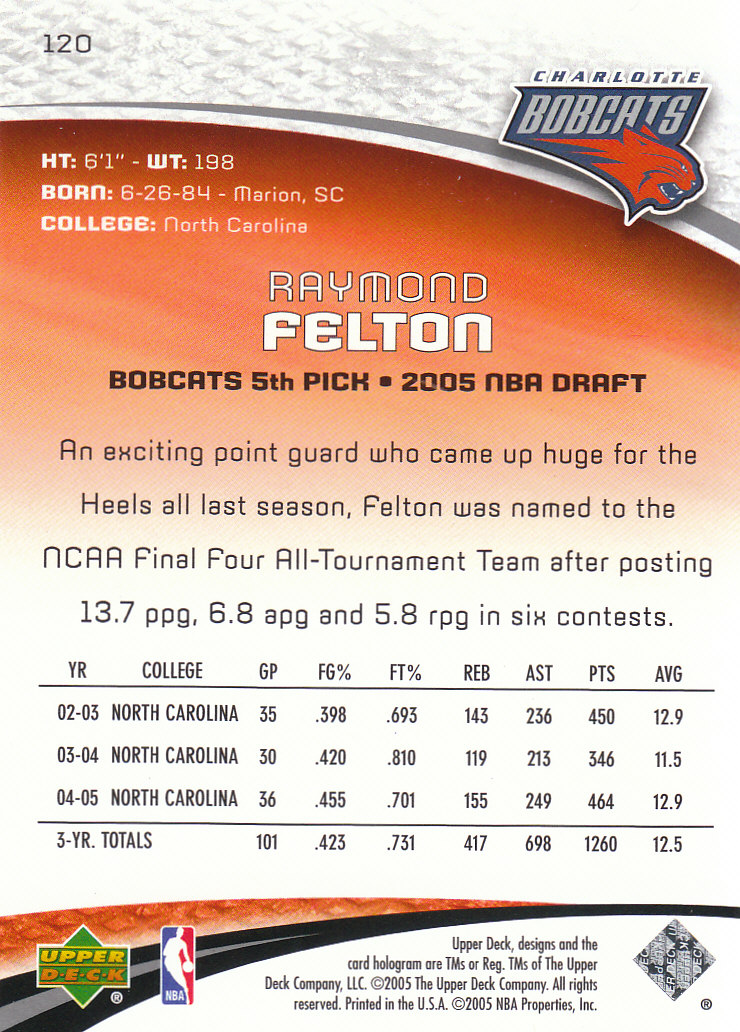 120
CHARLOTTE
BOBCATS
HT: 6'1" - WT: 198
BORN: 6-26-84 - Marion, SC
COLLEGE: North Carolina
RAYMOND
FELTON
BOBCATS 5th PICK • 2005 NBA DRAFT
An exciting point guard who came up huge for the
Heels all last season, Felton was named to the
NCAA Final Four All-Tournament Team after posting
13.7 ppg, 6.8 apg and 5.8 rpg in six contests.
YR COLLEGE GP FG% FT% REB AST PTS AVG
02-03 NORTH CAROLINA 35 .398 .693 143 236 450 12.9
03-04 NORTH CAROLINA 30 .420 .810 119 213 346 11.5
04-05 NORTH CAROLINA 36 .455 .701 155 249 464 12.9
3-YR. TOTALS 101 .423 .731 417 698 1260 12.5
UPPER
D·E·C·K
®
NBA
Upper Deck, designs and the
card hologram are TMs or Reg. TMs of The Upper
Deck Company, LLC. ©2005 The Upper Deck Company. All rights
reserved. Printed in the U.S.A. ©2005 NBA Properties, Inc.
®